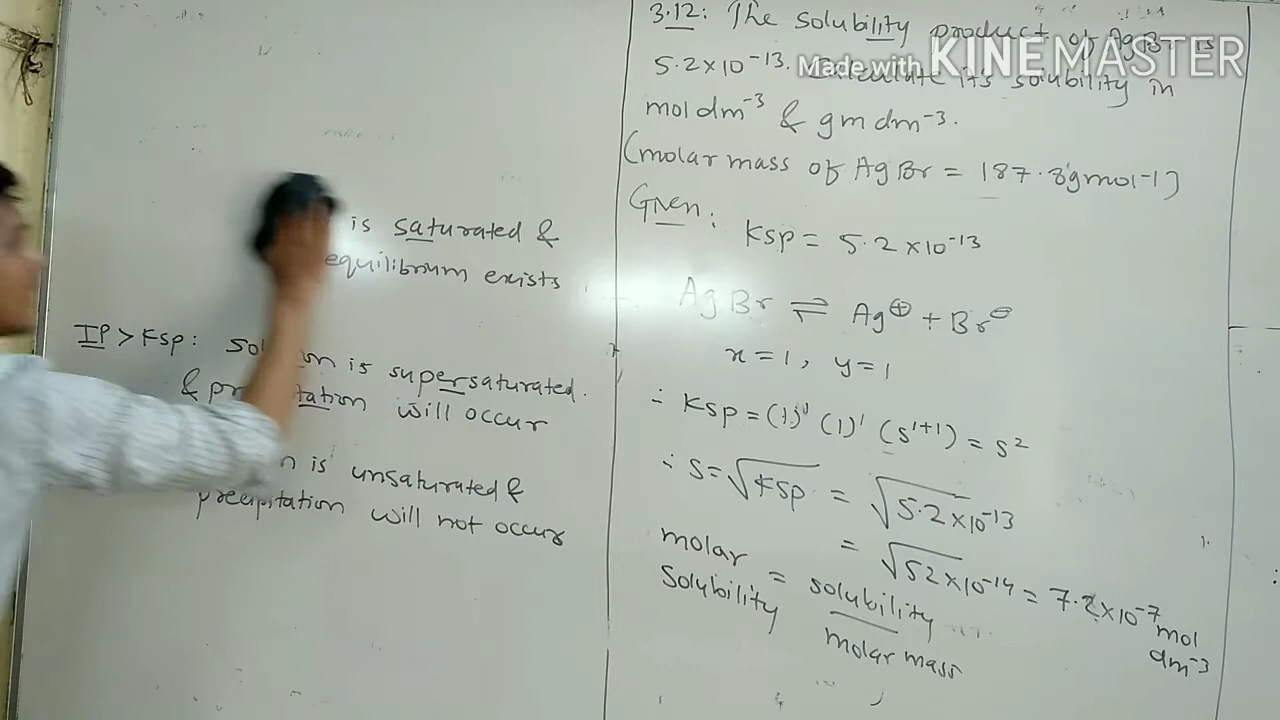 is saturated &
equilibrium exists
IP > Ksp: is supersaturated.
& will occur
is unsaturated &
precipitation will not occur
3.12: The solubility product of AgBr is
5.2×10⁻¹³. Calculate its solubility in
mol dm⁻³ & gm dm⁻³.
(molar mass of AgBr = 187.8gmol-1)
Given:
Ksp = 5.2×10⁻¹³
AgBr ⇌ Ag⊕ + Br⊖
x=1, y=1
∴ Ksp = (1)¹ (1)¹ (s¹⁺¹) = s²
∴ s = √Ksp = √5.2×10⁻¹³
= √52×10⁻¹⁴ = 7.2×10⁻⁷ mol
dm⁻³
molar
solubility = solubility
molar mass
Made with KINEMASTER